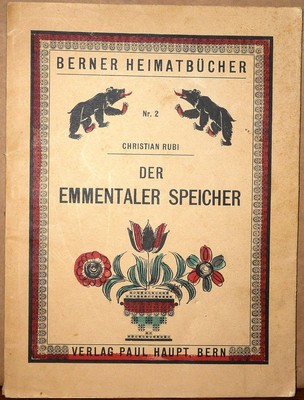 BERNER HEIMATBÜCHER
Nr. 2
CHRISTIAN RUBI
DER
EMMENTALER SPEICHER
VERLAG PAUL HAUPT BERN